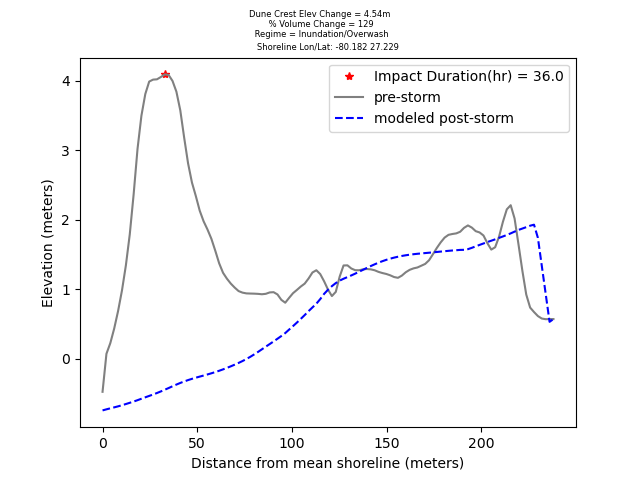 Dune Crest Elev Change = 4.54m
% Volume Change = 129
Regime = Inundation/Overwash
Shoreline Lon/Lat: -80.182 27.229
Impact Duration(hr) = 36.0
pre-storm
modeled post-storm
4
3
2
1
0
Elevation (meters)
0 50 100 150 200
Distance from mean shoreline (meters)